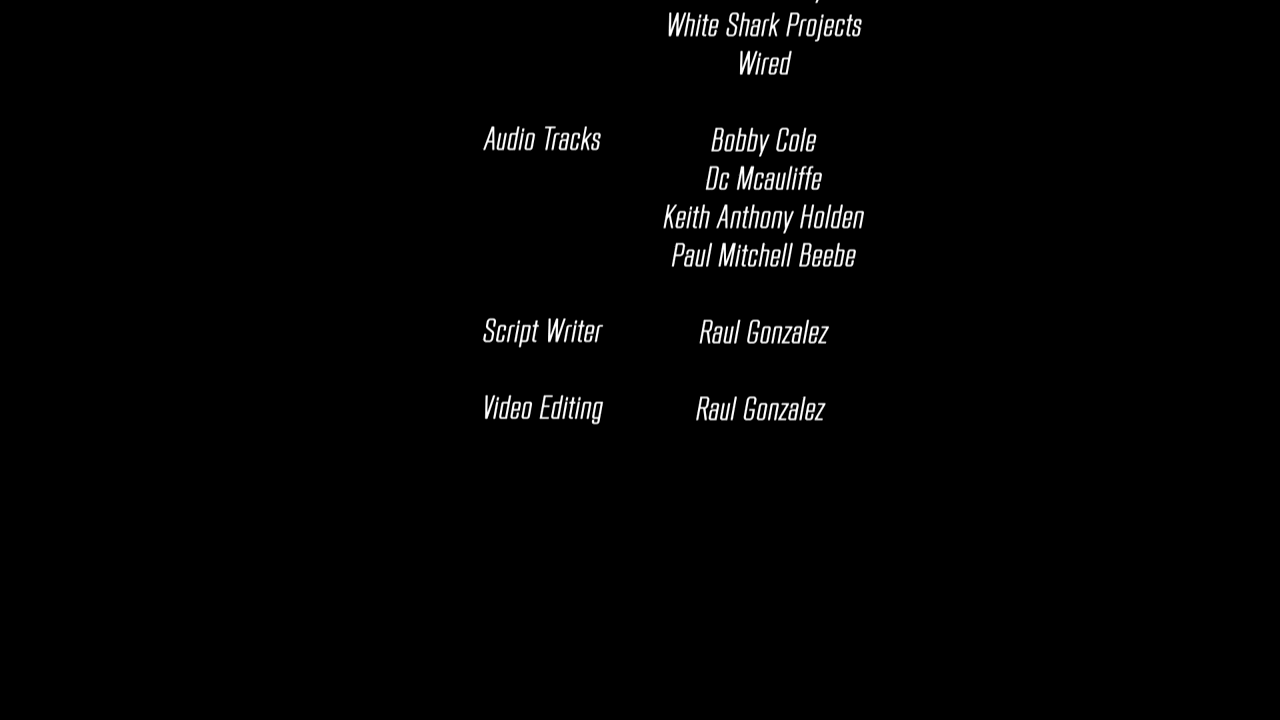 White Shark Projects
Wired
Audio Tracks Bobby Cole
Dc Mcauliffe
Keith Anthony Holden
Paul Mitchell Beebe
Script Writer Raul Gonzalez
Video Editing Raul Gonzalez